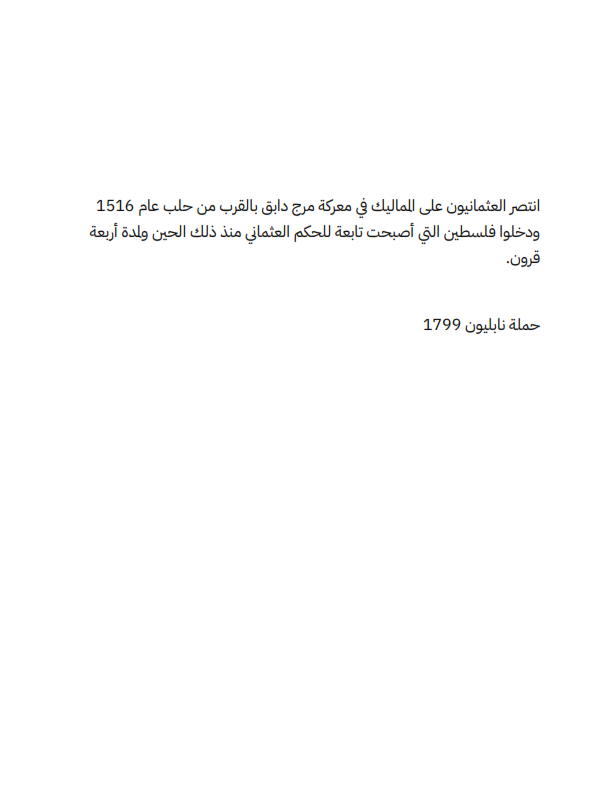 انتصر العثمانيون على المماليك في معركة مرج دابق بالقرب من حلب عام 1516
ودخلوا فلسطين التي أصبحت تابعة للحكم العثماني منذ ذلك الحين ولمدة أربعة
قرون.
حملة نابليون 1799